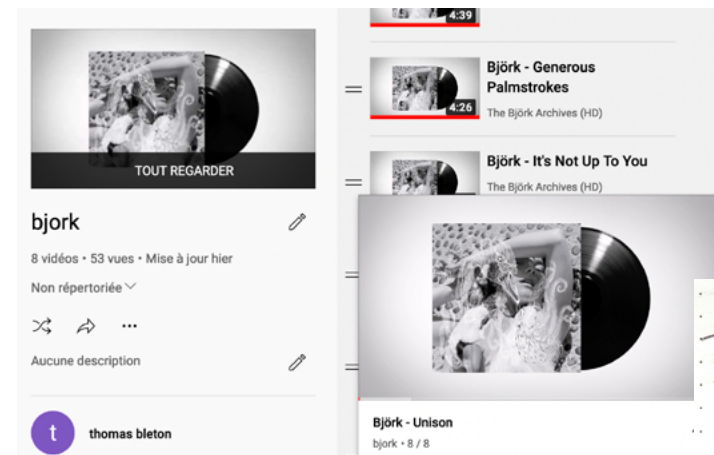 4:39
TOUT REGARDER
bjork
8 vidéos • 53 vues • Mise à jour hier
Non répertoriée
Aucune description
t
thomas bleton
Björk - Generous
Palmstrokes
4:26
The Björk Archives (HD)
Björk - It's Not Up To You
The Björk Archives (HD)
Björk - Unison
bjork • 8 / 8